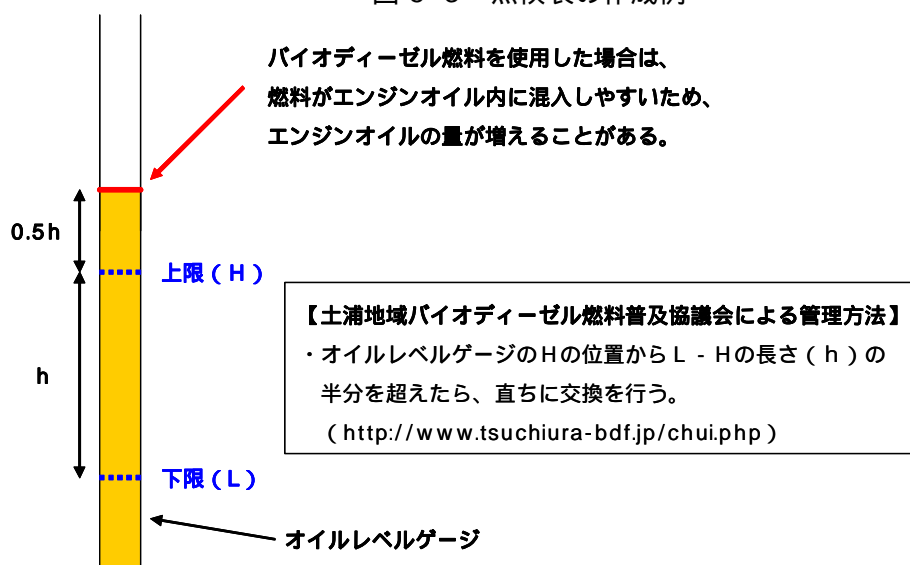 バイオディーゼル燃料を使用した場合は、
燃料がエンジンオイル内に混入しやすいため、
エンジンオイルの量が増えることがある。
0.5h
上限(H)
【土浦地域バイオディーゼル燃料普及協議会による管理方法】
・オイルレベルゲージのHの位置からL-Hの長さ(h)の
半分を超えたら、直ちに交換を行う。
(http://www.tsuchiura-bdf.jp/chui.php)
h
下限(L)
オイルレベルゲージ